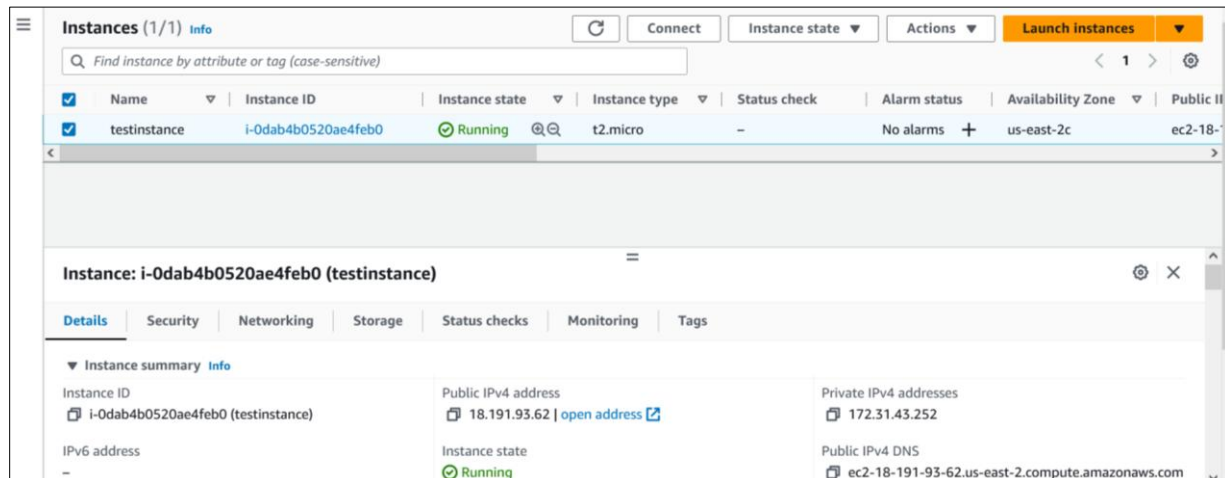 Instances (1/1) Info Connect Instance state Actions Launch instances
Find instance by attribute or tag (case-sensitive) 1
Name Instance ID Instance state Instance type Status check Alarm status Availability Zone Public
testinstance i-0dab4b0520ae4feb0 Running t2.micro – No alarms + us-east-2c ec2-18-
Instance: i-0dab4b0520ae4feb0 (testinstance)
Details Security Networking Storage Status checks Monitoring Tags
Instance summary Info
Instance ID Public IPv4 address Private IPv4 addresses
i-0dab4b0520ae4feb0 (testinstance) 18.191.93.62 | open address 172.31.43.252
IPv6 address Instance state Public IPv4 DNS
– Running ec2-18-191-93-62.us-east-2.compute.amazonaws.com